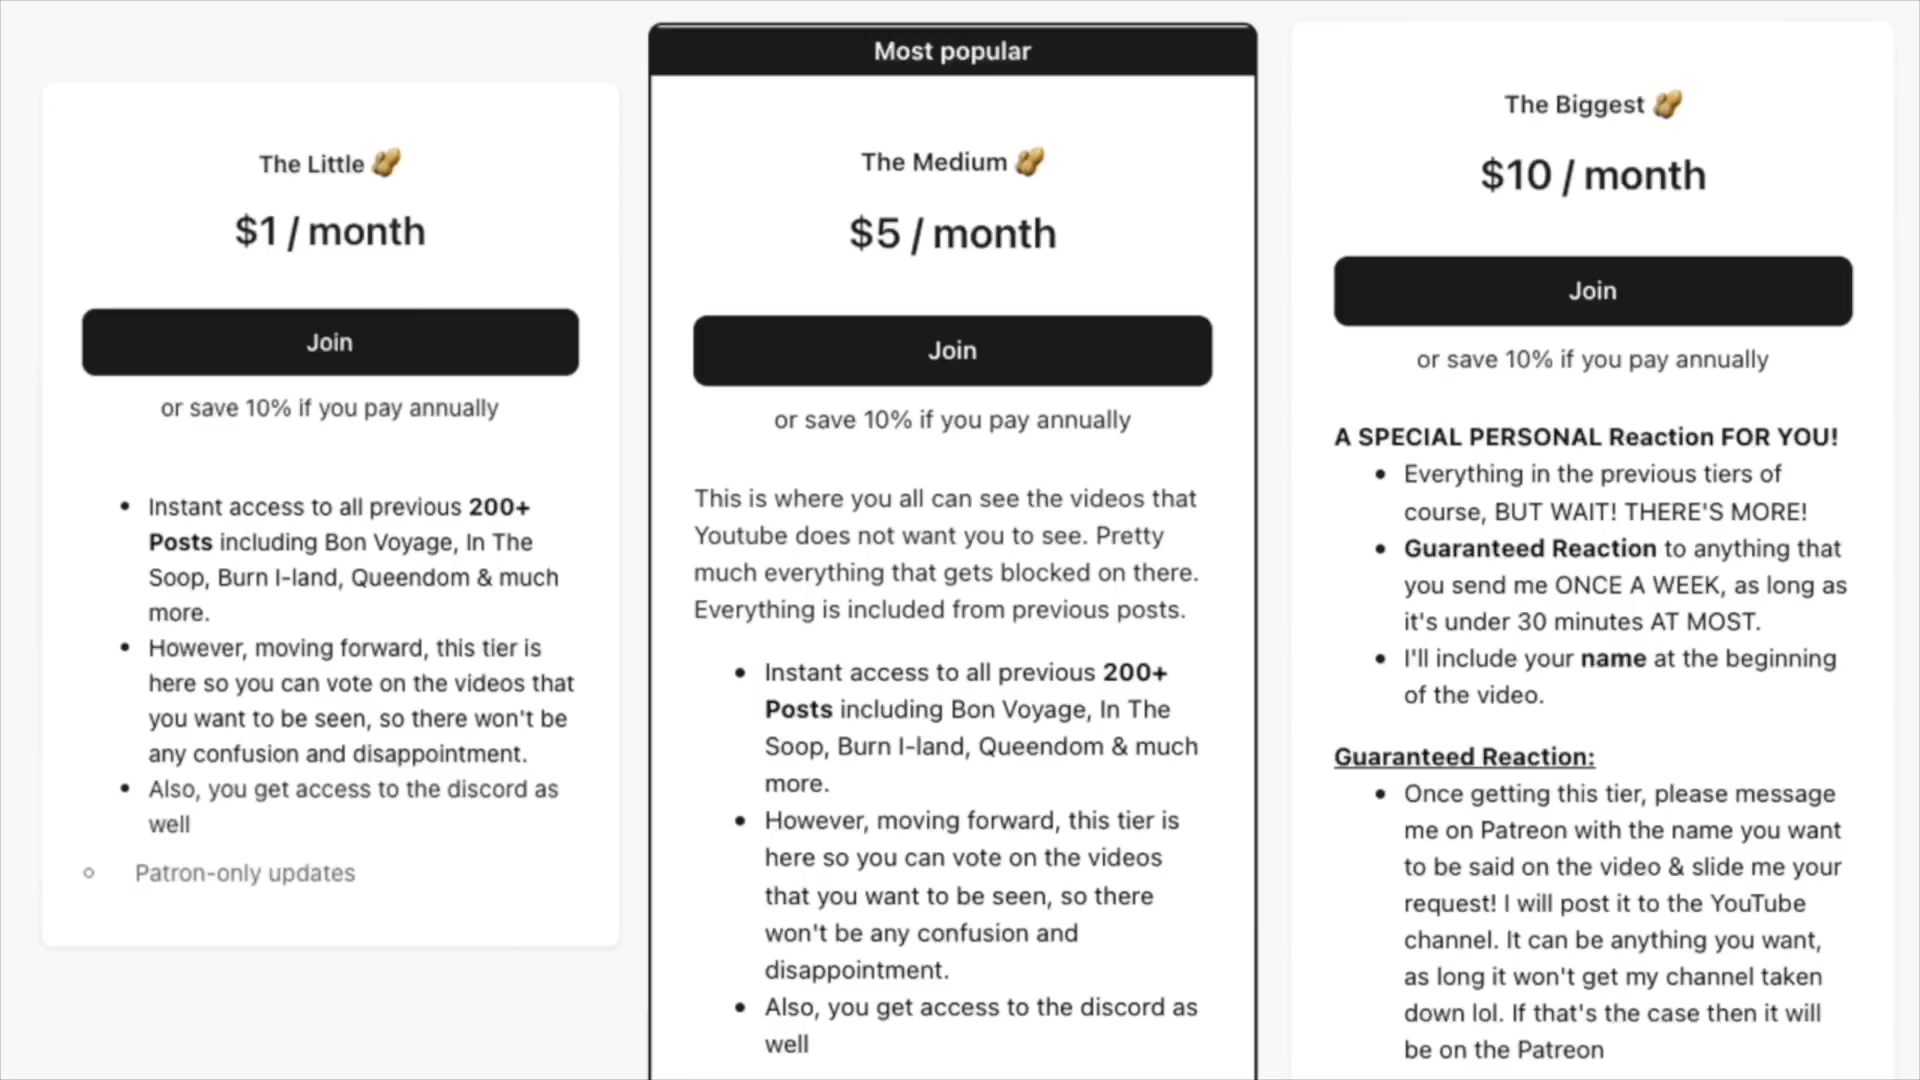 The Little 🥜
$1 / month
Join
or save 10% if you pay annually
Instant access to all previous 200+
Posts including Bon Voyage, In The
Soop, Burn I-land, Queendom & much
more.
However, moving forward, this tier is
here so you can vote on the videos that
you want to be seen, so there won't be
any confusion and disappointment.
Also, you get access to the discord as
well
Patron-only updates
Most popular
The Medium 🥜
$5 / month
Join
or save 10% if you pay annually
This is where you all can see the videos that
Youtube does not want you to see. Pretty
much everything that gets blocked on there.
Everything is included from previous posts.
Instant access to all previous 200+
Posts including Bon Voyage, In The
Soop, Burn I-land, Queendom & much
more.
However, moving forward, this tier is
here so you can vote on the videos
that you want to be seen, so there
won't be any confusion and
disappointment.
Also, you get access to the discord as
well
The Biggest 🥜
$10 / month
Join
or save 10% if you pay annually
A SPECIAL PERSONAL Reaction FOR YOU!
Everything in the previous tiers of
course, BUT WAIT! THERE'S MORE!
Guaranteed Reaction to anything that
you send me ONCE A WEEK, as long as
it's under 30 minutes AT MOST.
I'll include your name at the beginning
of the video.
Guaranteed Reaction:
Once getting this tier, please message
me on Patreon with the name you want
to be said on the video & slide me your
request! I will post it to the YouTube
channel. It can be anything you want,
as long it won't get my channel taken
down lol. If that's the case then it will
be on the Patreon